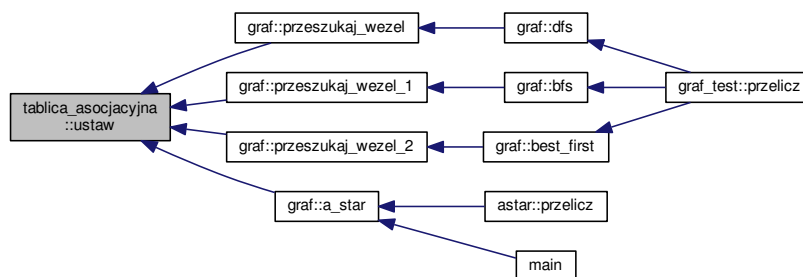 tablica_asocjacyjna
::ustaw
graf::przeszukaj_wezel
graf::dfs
graf::przeszukaj_wezel_1
graf::bfs
graf_test::przelicz
graf::przeszukaj_wezel_2
graf::best_first
graf::a_star
astar::przelicz
main